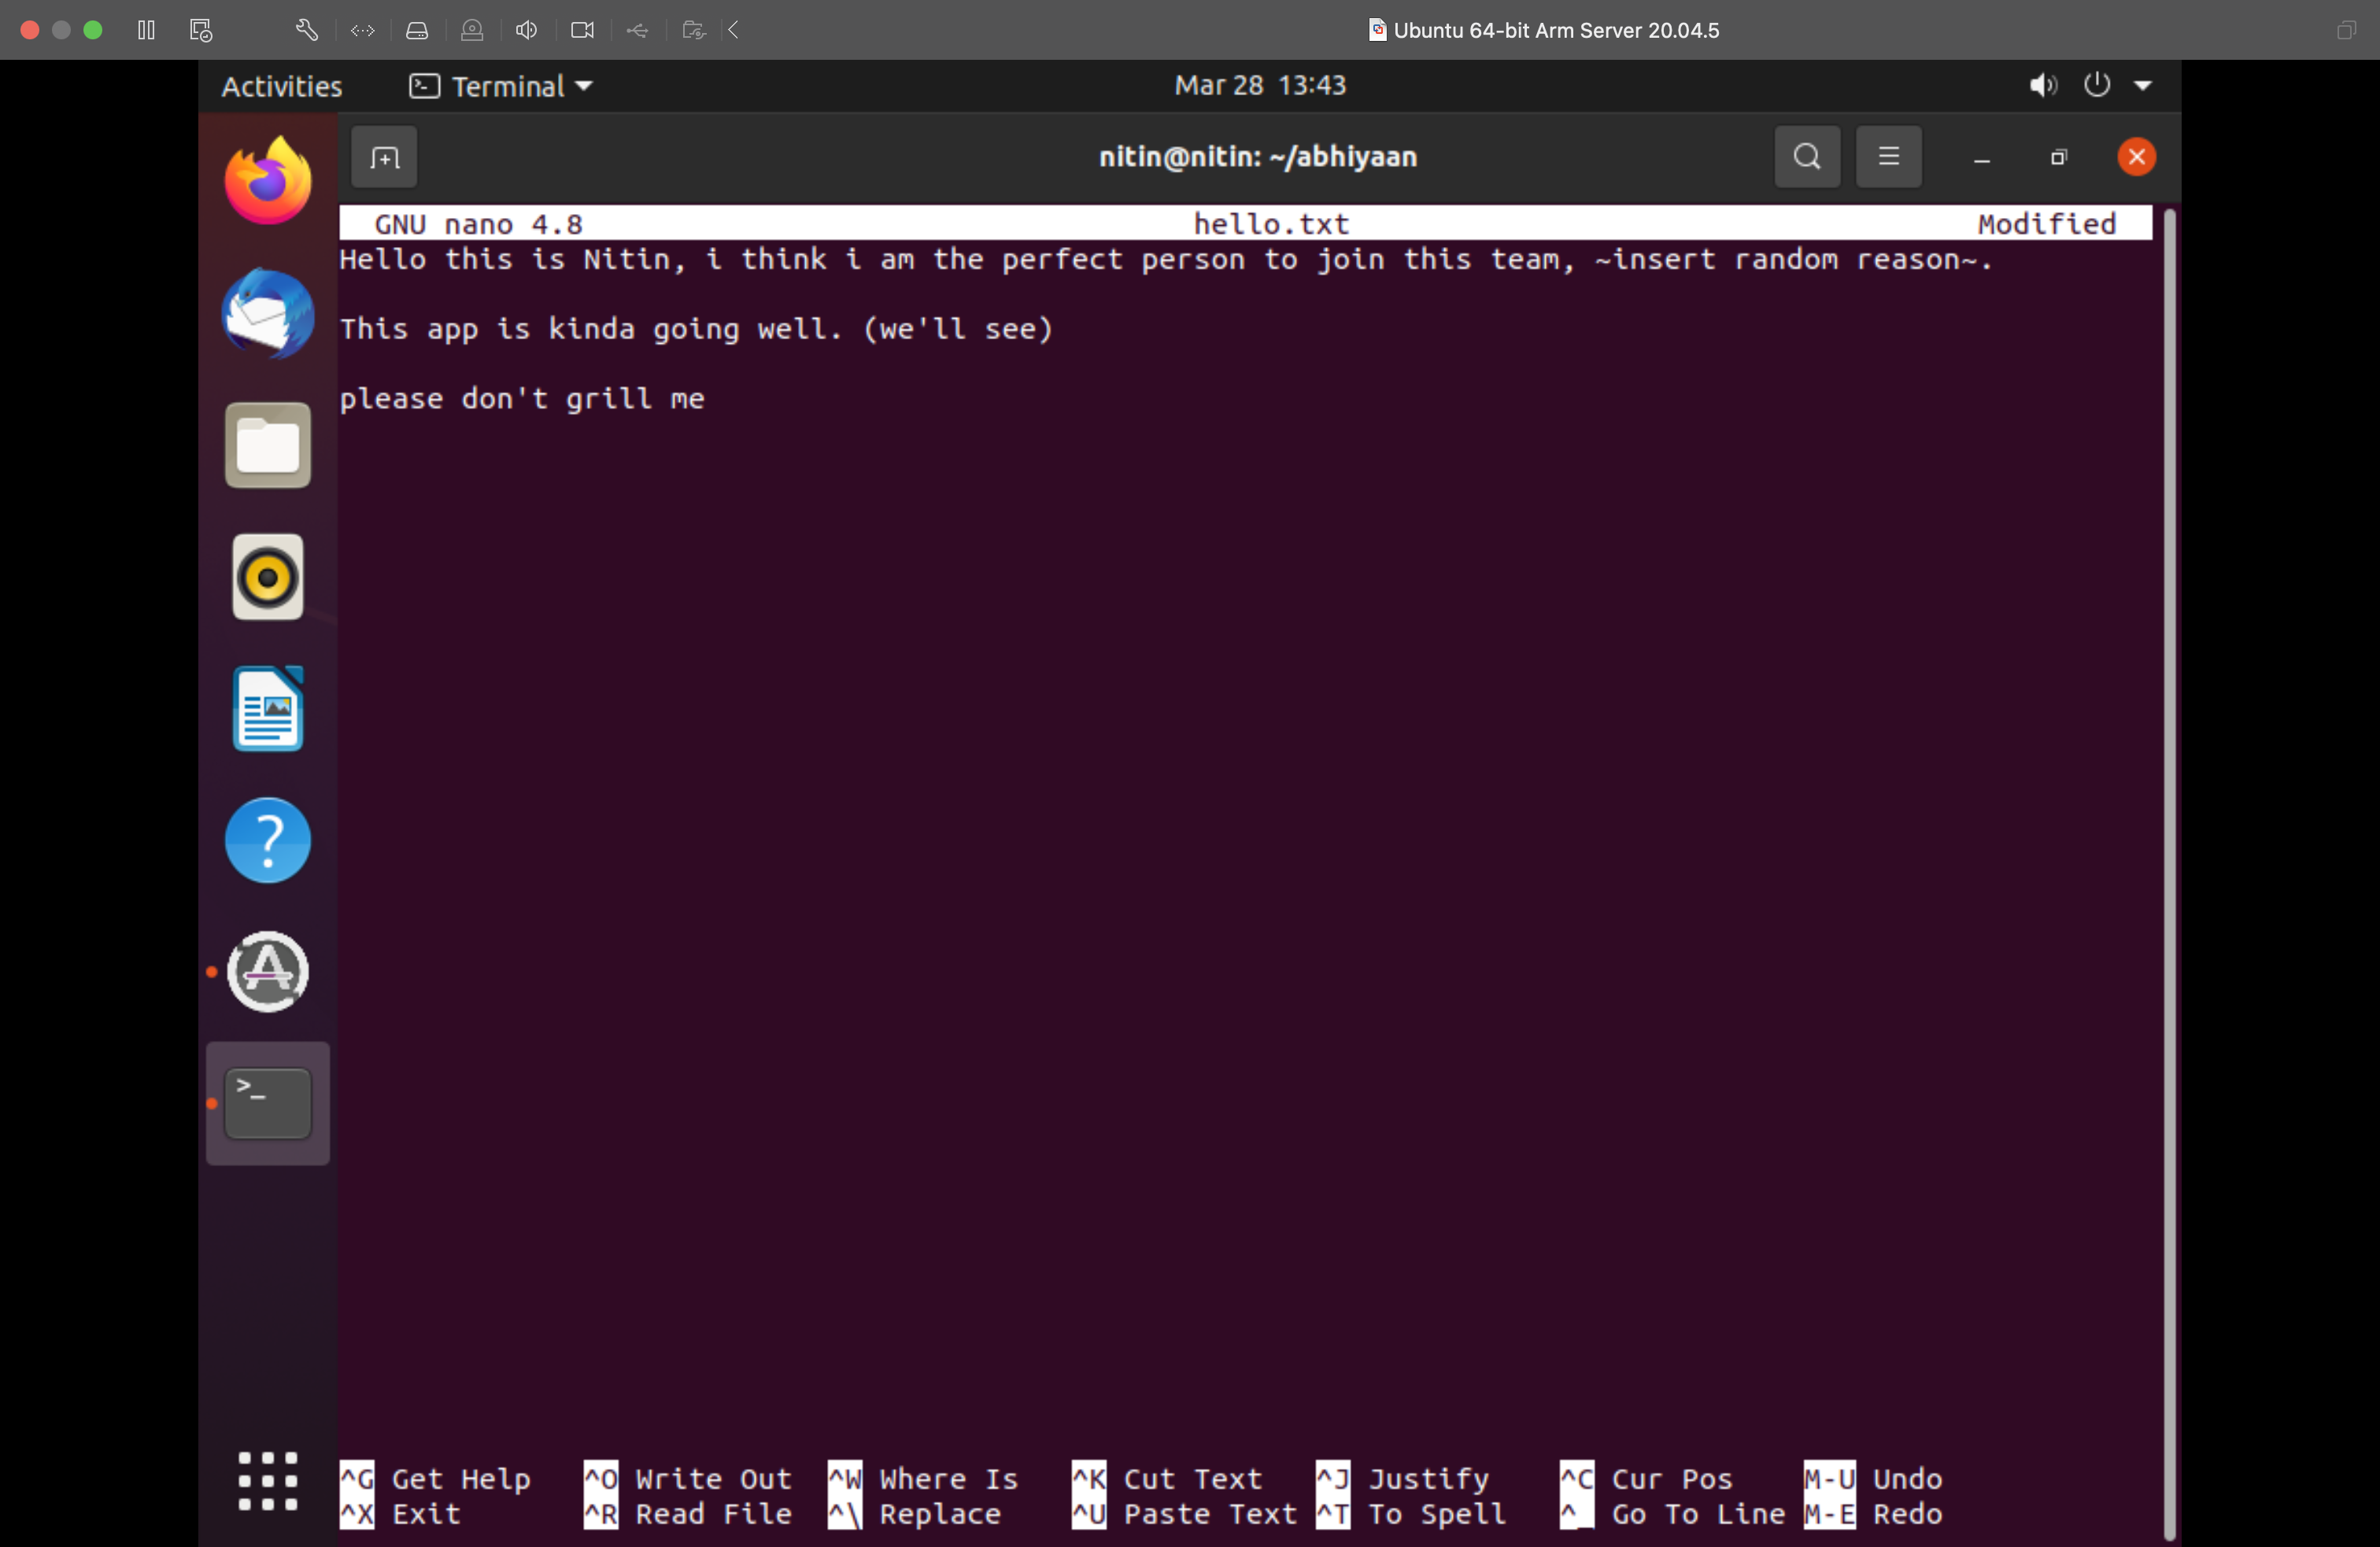 Ubuntu 64-bit Arm Server 20.04.5
Activities Terminal Mar 28 13:43
nitin@nitin: ~/abhiyaan
GNU nano 4.8 hello.txt Modified
Hello this is Nitin, i think i am the perfect person to join this team, ~insert random reason~.
This app is kinda going well. (we'll see)
please don't grill me
^G Get Help ^O Write Out ^W Where Is ^K Cut Text ^J Justify ^C Cur Pos M-U Undo
^X Exit ^R Read File ^\ Replace ^U Paste Text ^T To Spell ^_ Go To Line M-E Redo